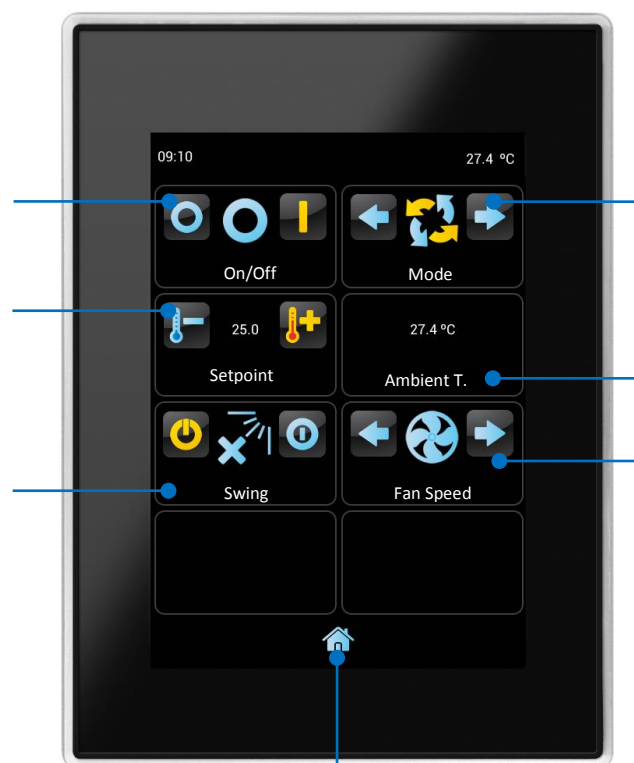 09:10
27.4 ºC
On/Off
Mode
25.0
Setpoint
27.4 ºC
Ambient T.
Swing
Fan Speed